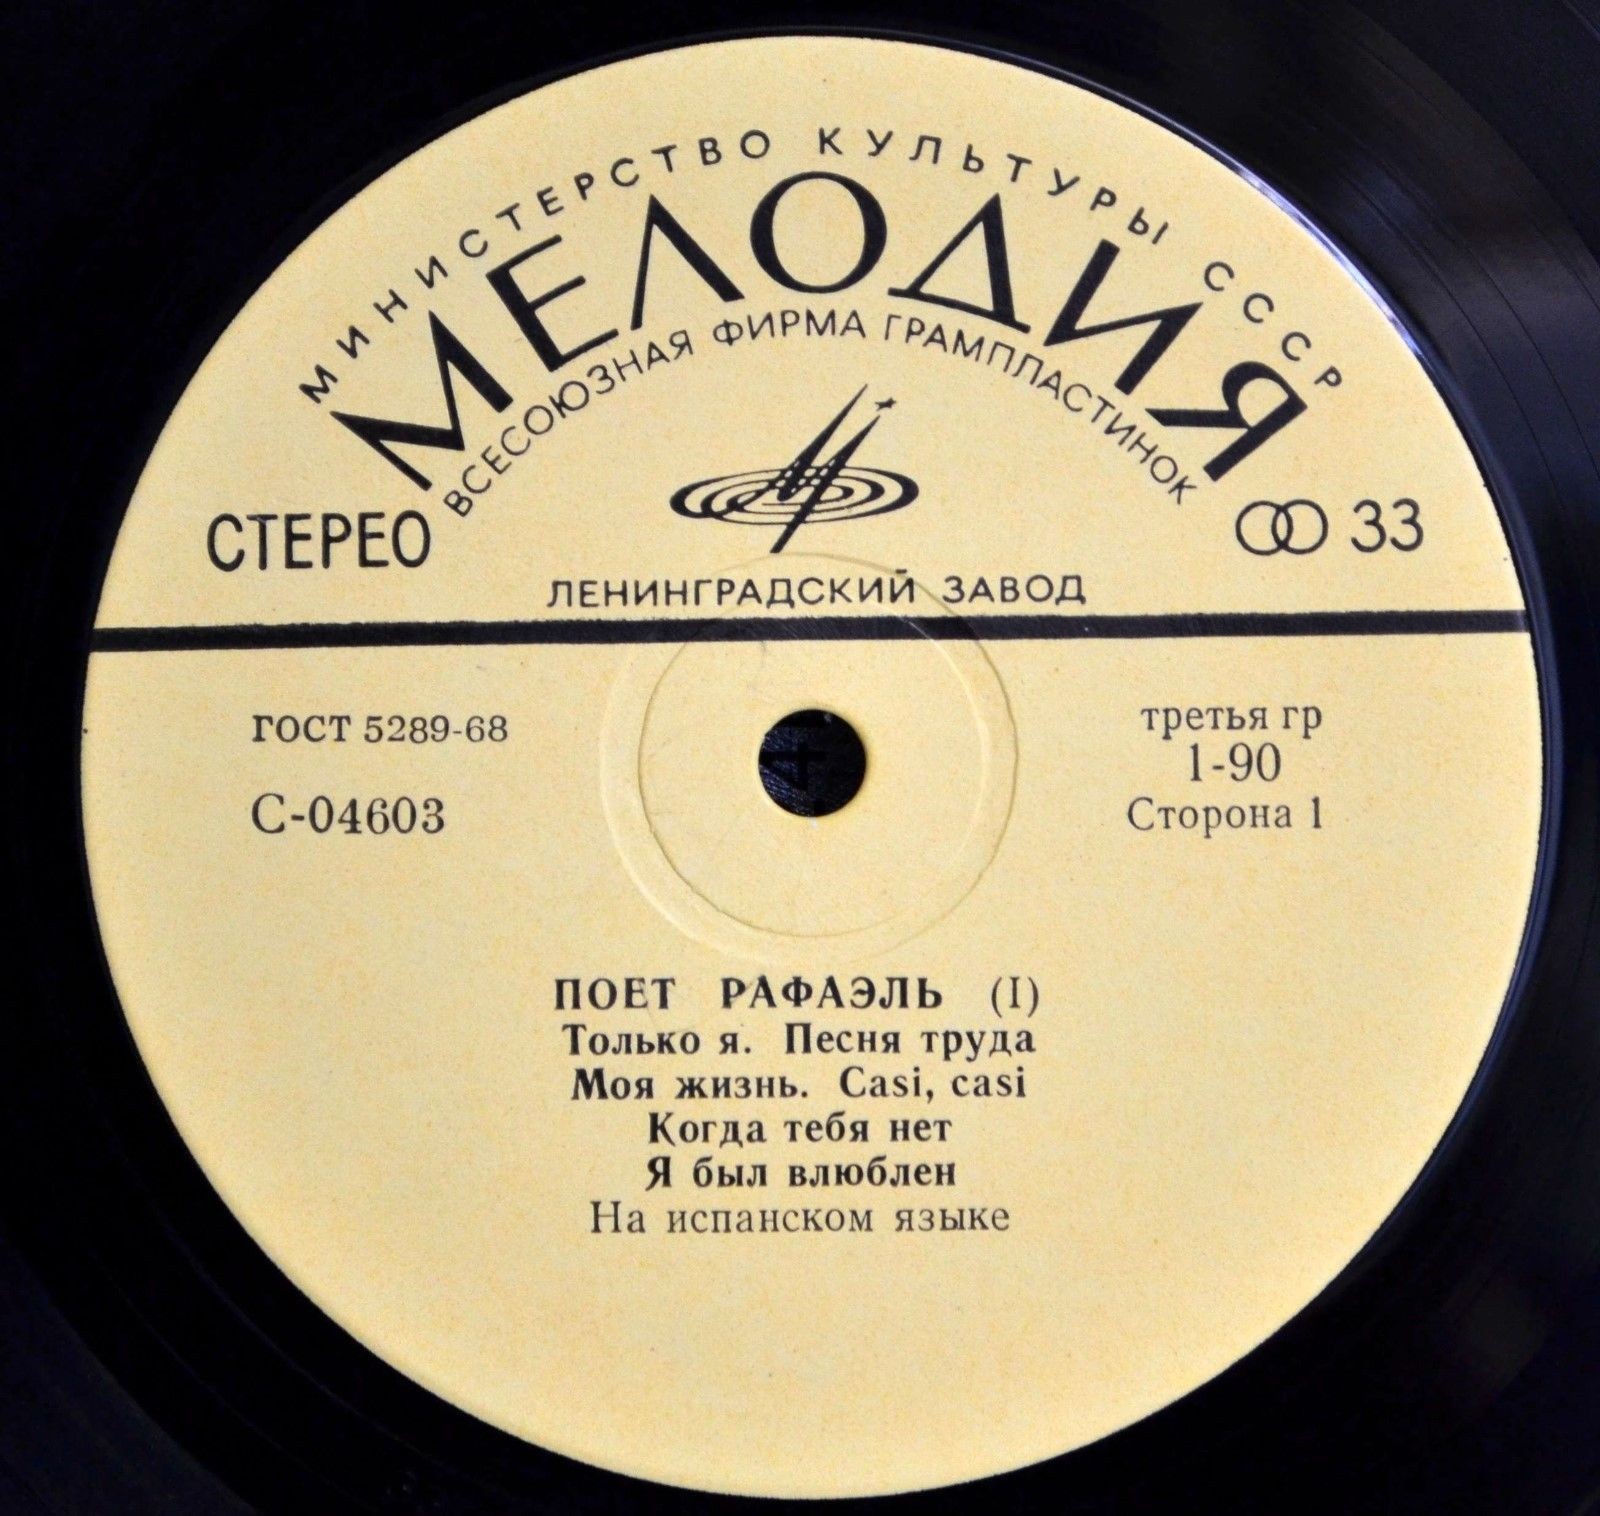 МИНИСТЕРСТВО КУЛЬТУРЫ СССР
МЕЛОДИЯ
ВСЕСОЮЗНАЯ ФИРМА ГРАМПЛАСТИНОК
СТЕРЕО
33
ЛЕНИНГРАДСКИЙ ЗАВОД
ГОСТ 5289-68
третья гр
1-90
С-04603
Сторона 1
ПОЕТ РАФАЭЛЬ (I)
Только я. Песня труда
Моя жизнь. Casi, casi
Когда тебя нет
Я был влюблен
На испанском языке